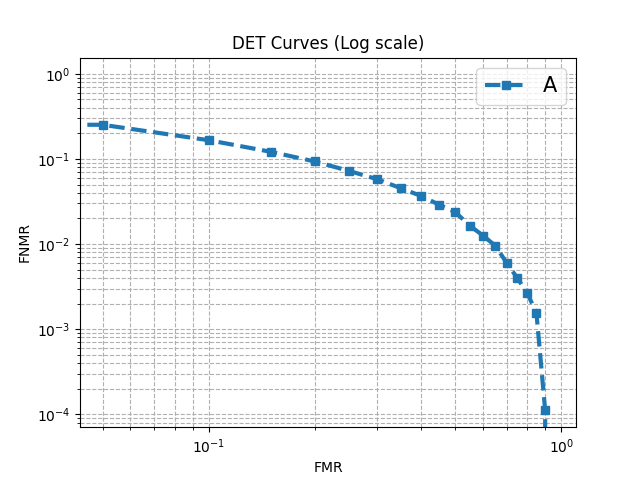 DET Curves (Log scale)
A
FNMR
10⁰
10⁻¹
10⁻²
10⁻³
10⁻⁴
10⁻¹ 10⁰
FMR